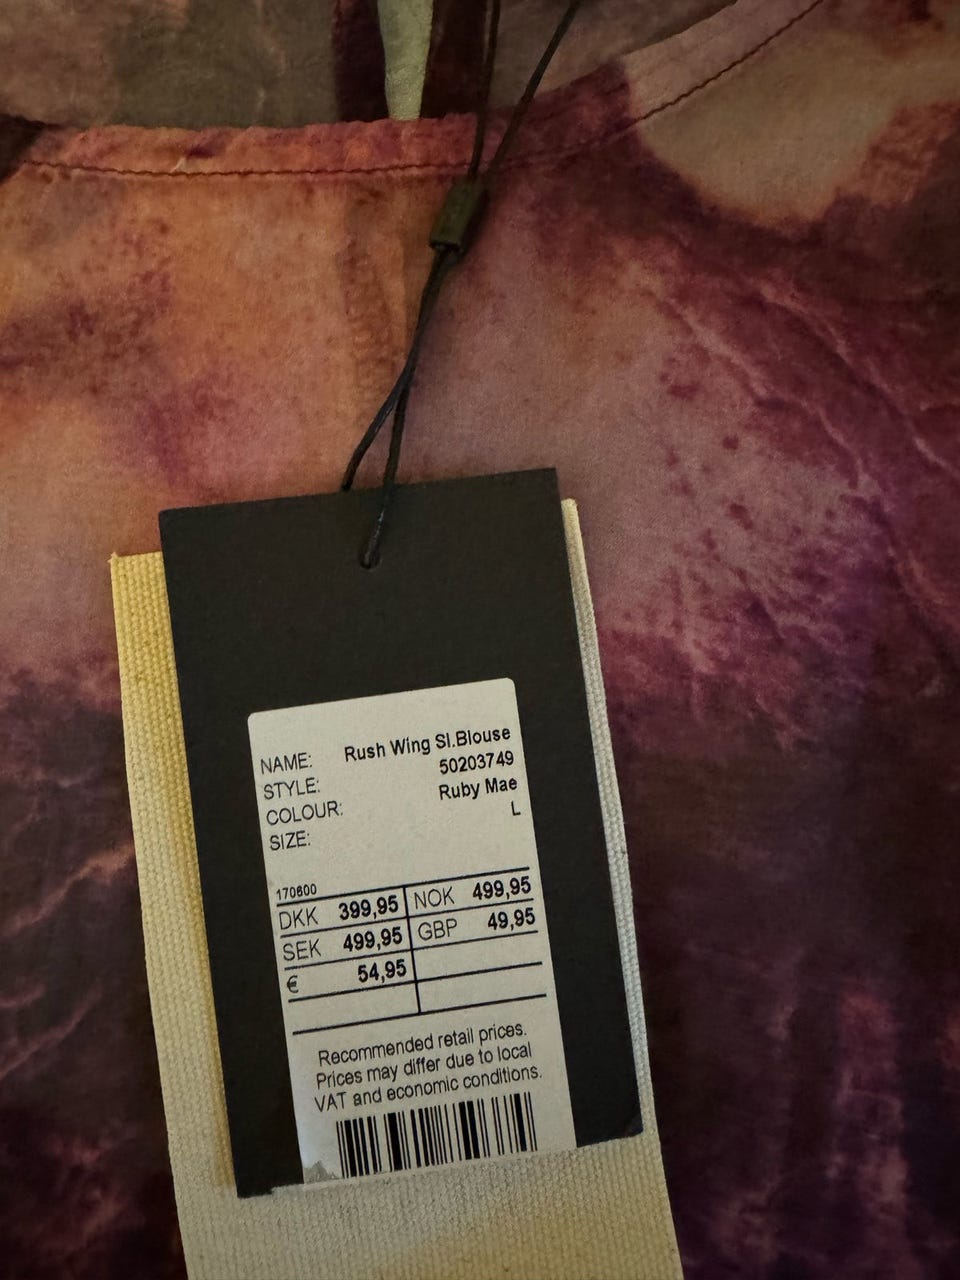 NAME: Rush Wing Sl.Blouse
STYLE: 50203749
COLOUR: Ruby Mae
SIZE: L
170600
DKK 399,95 NOK 499,95
SEK 499,95 GBP 49,95
€ 54,95
Recommended retail prices.
Prices may differ due to local
VAT and economic conditions.